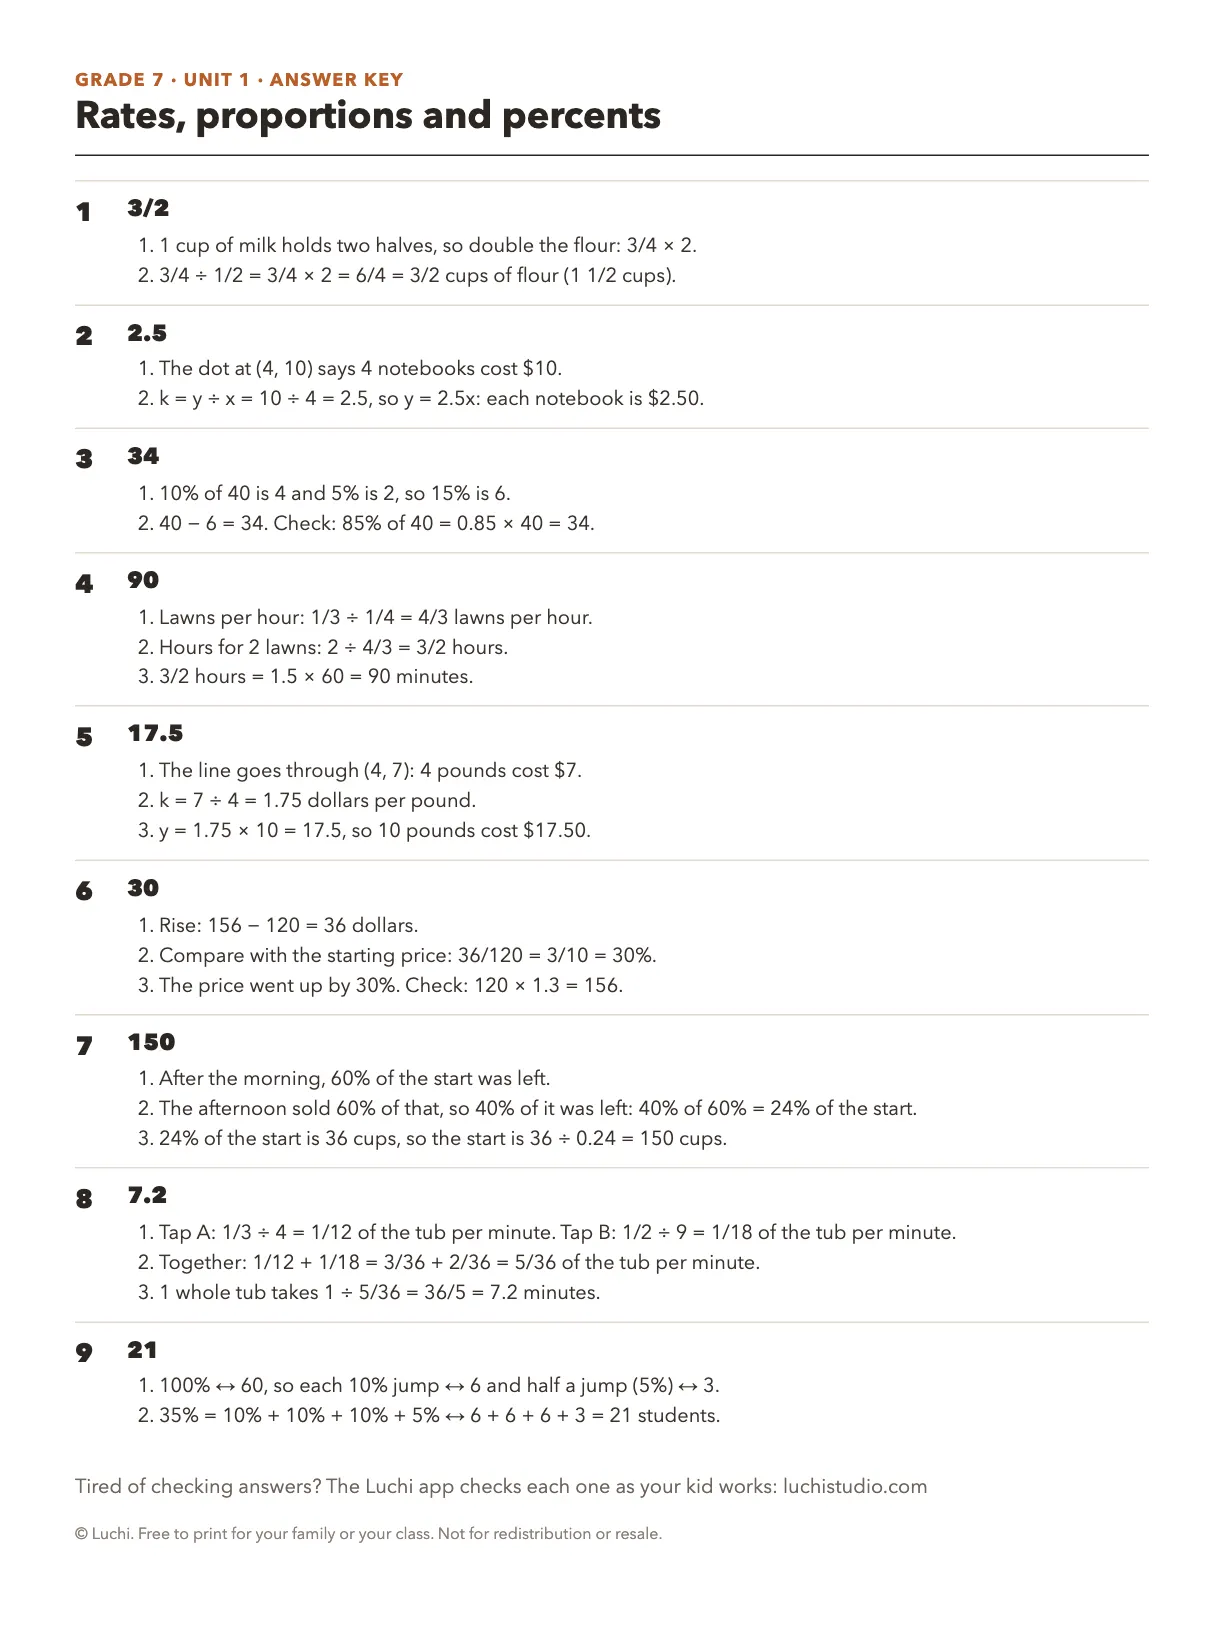 GRADE 7 · UNIT 1 · ANSWER KEY
Rates, proportions and percents
1 3/2
1. 1 cup of milk holds two halves, so double the flour: 3/4 × 2.
2. 3/4 ÷ 1/2 = 3/4 × 2 = 6/4 = 3/2 cups of flour (1 1/2 cups).
2 2.5
1. The dot at (4, 10) says 4 notebooks cost $10.
2. k = y ÷ x = 10 ÷ 4 = 2.5, so y = 2.5x: each notebook is $2.50.
3 34
1. 10% of 40 is 4 and 5% is 2, so 15% is 6.
2. 40 − 6 = 34. Check: 85% of 40 = 0.85 × 40 = 34.
4 90
1. Lawns per hour: 1/3 ÷ 1/4 = 4/3 lawns per hour.
2. Hours for 2 lawns: 2 ÷ 4/3 = 3/2 hours.
3. 3/2 hours = 1.5 × 60 = 90 minutes.
5 17.5
1. The line goes through (4, 7): 4 pounds cost $7.
2. k = 7 ÷ 4 = 1.75 dollars per pound.
3. y = 1.75 × 10 = 17.5, so 10 pounds cost $17.50.
6 30
1. Rise: 156 − 120 = 36 dollars.
2. Compare with the starting price: 36/120 = 3/10 = 30%.
3. The price went up by 30%. Check: 120 × 1.3 = 156.
7 150
1. After the morning, 60% of the start was left.
2. The afternoon sold 60% of that, so 40% of it was left: 40% of 60% = 24% of the start.
3. 24% of the start is 36 cups, so the start is 36 ÷ 0.24 = 150 cups.
8 7.2
1. Tap A: 1/3 ÷ 4 = 1/12 of the tub per minute. Tap B: 1/2 ÷ 9 = 1/18 of the tub per minute.
2. Together: 1/12 + 1/18 = 3/36 + 2/36 = 5/36 of the tub per minute.
3. 1 whole tub takes 1 ÷ 5/36 = 36/5 = 7.2 minutes.
9 21
1. 100% ↔ 60, so each 10% jump ↔ 6 and half a jump (5%) ↔ 3.
2. 35% = 10% + 10% + 10% + 5% ↔ 6 + 6 + 6 + 3 = 21 students.
Tired of checking answers? The Luchi app checks each one as your kid works: luchistudio.com
© Luchi. Free to print for your family or your class. Not for redistribution or resale.